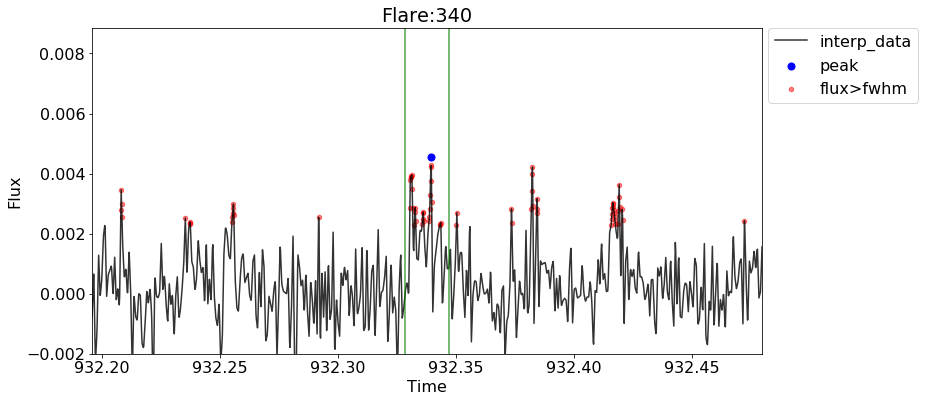 Flare:340
0.008
0.006
0.004
0.002
0.000
−0.002
Flux
932.20 932.25 932.30 932.35 932.40 932.45
Time
interp_data
peak
flux>fwhm